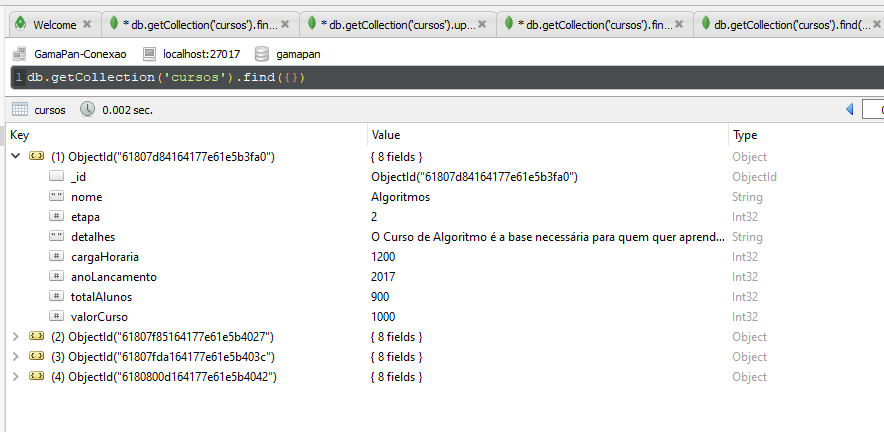 Welcome * db.getCollection('cursos').fin... * db.getCollection('cursos').up... * db.getCollection('cursos').fin... db.getCollection('cursos').find(...
GamaPan-Conexao localhost:27017 gamapan
1 db.getCollection('cursos').find({})
cursos 0.002 sec.
Key Value Type
(1) ObjectId("61807d84164177e61e5b3fa0") { 8 fields } Object
_id ObjectId("61807d84164177e61e5b3fa0") ObjectId
" " nome Algoritmos String
# etapa 2 Int32
" " detalhes O Curso de Algoritmo é a base necessária para quem quer aprend... String
# cargaHoraria 1200 Int32
# anoLancamento 2017 Int32
# totalAlunos 900 Int32
# valorCurso 1000 Int32
(2) ObjectId("61807f85164177e61e5b4027") { 8 fields } Object
(3) ObjectId("61807fda164177e61e5b403c") { 8 fields } Object
(4) ObjectId("6180800d164177e61e5b4042") { 8 fields } Object